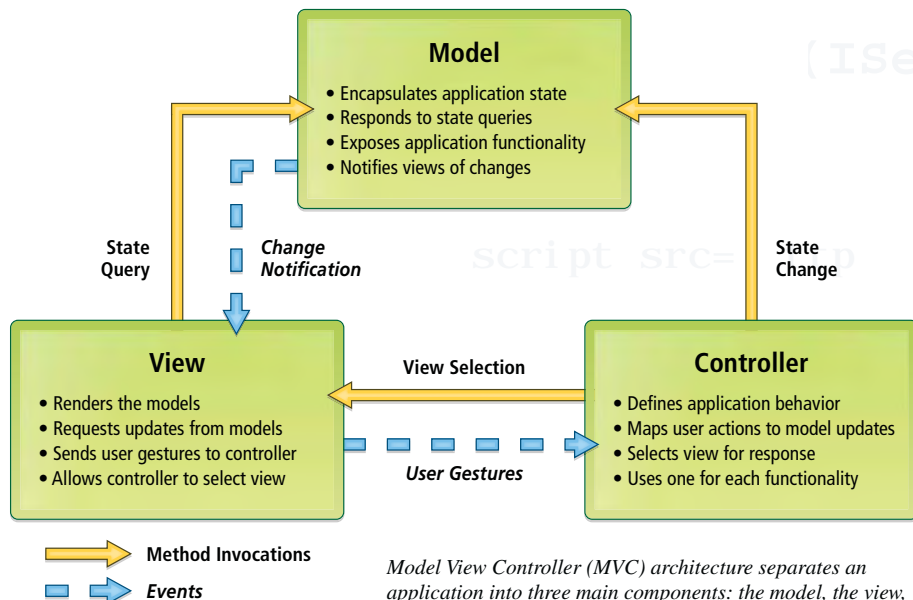 Model
• Encapsulates application state
• Responds to state queries
• Exposes application functionality
• Notifies views of changes
(ISe
State
Query
Change
Notification
script src=
p
State
Change
View
• Renders the models
• Requests updates from models
• Sends user gestures to controller
• Allows controller to select view
View Selection
User Gestures
Controller
• Defines application behavior
• Maps user actions to model updates
• Selects view for response
• Uses one for each functionality
Method Invocations
Events
Model View Controller (MVC) architecture separates an
application into three main components: the model, the view,